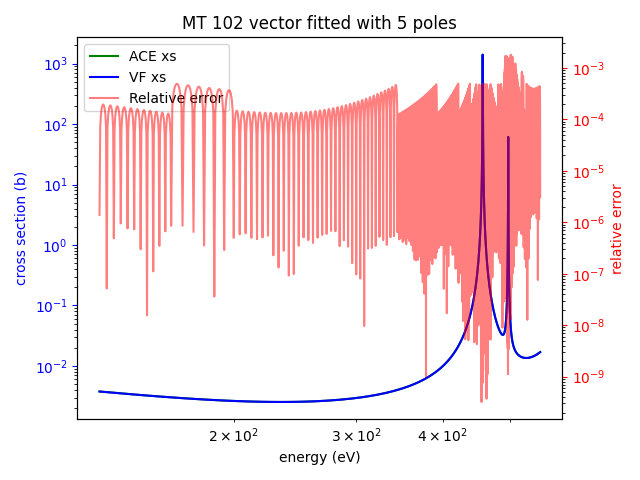 MT 102 vector fitted with 5 poles
ACE xs
VF xs
Relative error
cross section (b)
10³
10²
10¹
10⁰
10⁻¹
10⁻²
10⁻³
10⁻⁴
10⁻⁵
10⁻⁶
10⁻⁷
10⁻⁸
10⁻⁹
relative error
2 × 10² 3 × 10² 4 × 10²
energy (eV)